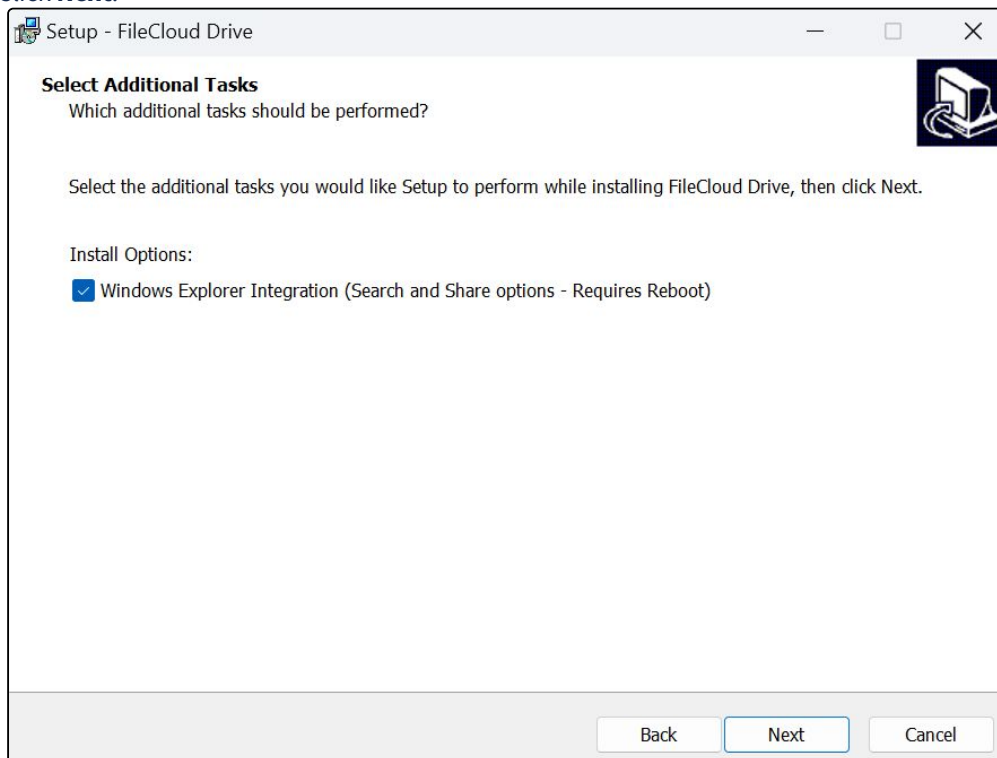 Setup - FileCloud Drive
Select Additional Tasks
Which additional tasks should be performed?
Select the additional tasks you would like Setup to perform while installing FileCloud Drive, then click Next.
Install Options:
Windows Explorer Integration (Search and Share options - Requires Reboot)
Back Next Cancel